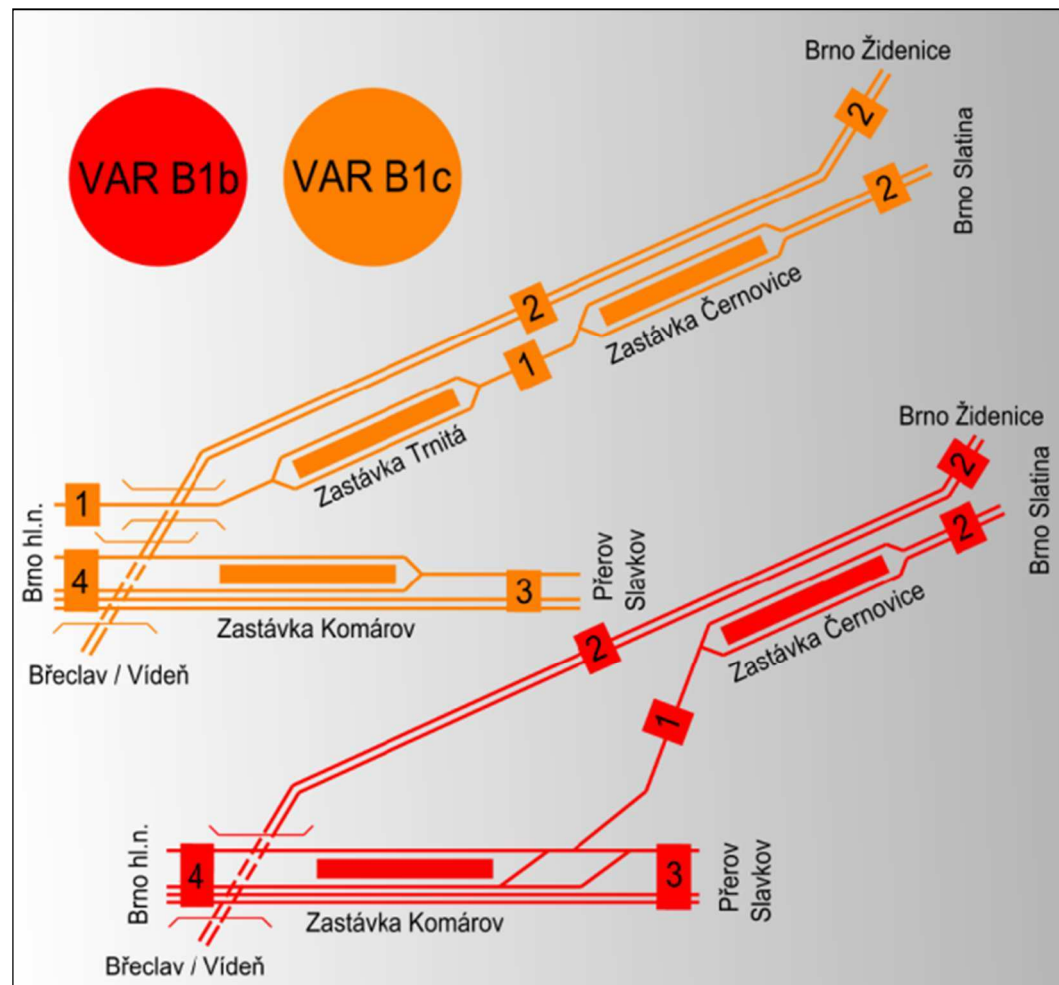 VAR B1b
VAR B1c
Brno Židenice
2
2
Brno Slatina
2
Zastávka Černovice
1
Zastávka Trnitá
1
Brno hl.n.
4
3
Přerov
Slavkov
Zastávka Komárov
Břeclav / Vídeň
Brno Židenice
2
2
Brno Slatina
2
Zastávka Černovice
1
Brno hl.n.
4
3
Přerov
Slavkov
Zastávka Komárov
Břeclav / Vídeň